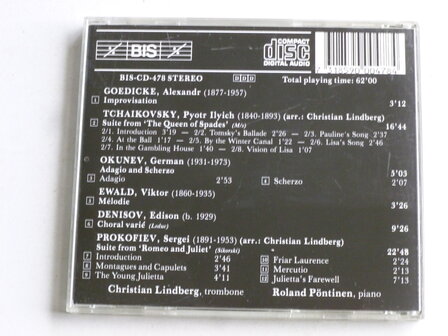 BIS
COMPACT
disc
DIGITAL AUDIO
BIS-CD-478 STEREO
D D D
Total playing time: 62'00
GOEDICKE, Alexandr (1877-1957)
1 Improvisation 3'12
TCHAIKOVSKY, Pyotr Ilyich (1840-1893) (arr.: Christian Lindberg)
2 Suite from 'The Queen of Spades' (M/s) 16'44
2/1. Introduction 3'19 — 2/2. Tomsky's Ballade 2'26 — 2/3. Pauline's Song 2'37
2/4. At the Ball 1'17 — 2/5. By the Winter Canal 1'22 — 2/6. Lisa's Song 2'46
2/7. In the Gambling House 1'40 — 2/8. Vision of Lisa 1'07
OKUNEV, German (1931-1973)
Adagio and Scherzo 5'03
3 Adagio 2'53 4 Scherzo 2'07
EWALD, Viktor (1860-1935)
5 Mélodie 3'26
DENISOV, Edison (b. 1929)
6 Choral varié (Leduc) 9'26
PROKOFIEV, Sergei (1891-1953) (arr.: Christian Lindberg)
Suite from 'Romeo and Juliet' (Sikorski) 22'48
7 Introduction 2'46 10 Friar Laurence 2'24
8 Montagues and Capulets 3'41 11 Mercutio 2'13
9 The Young Julietta 4'11 12 Julietta's Farewell 7'13
Christian Lindberg, trombone Roland Pöntinen, piano